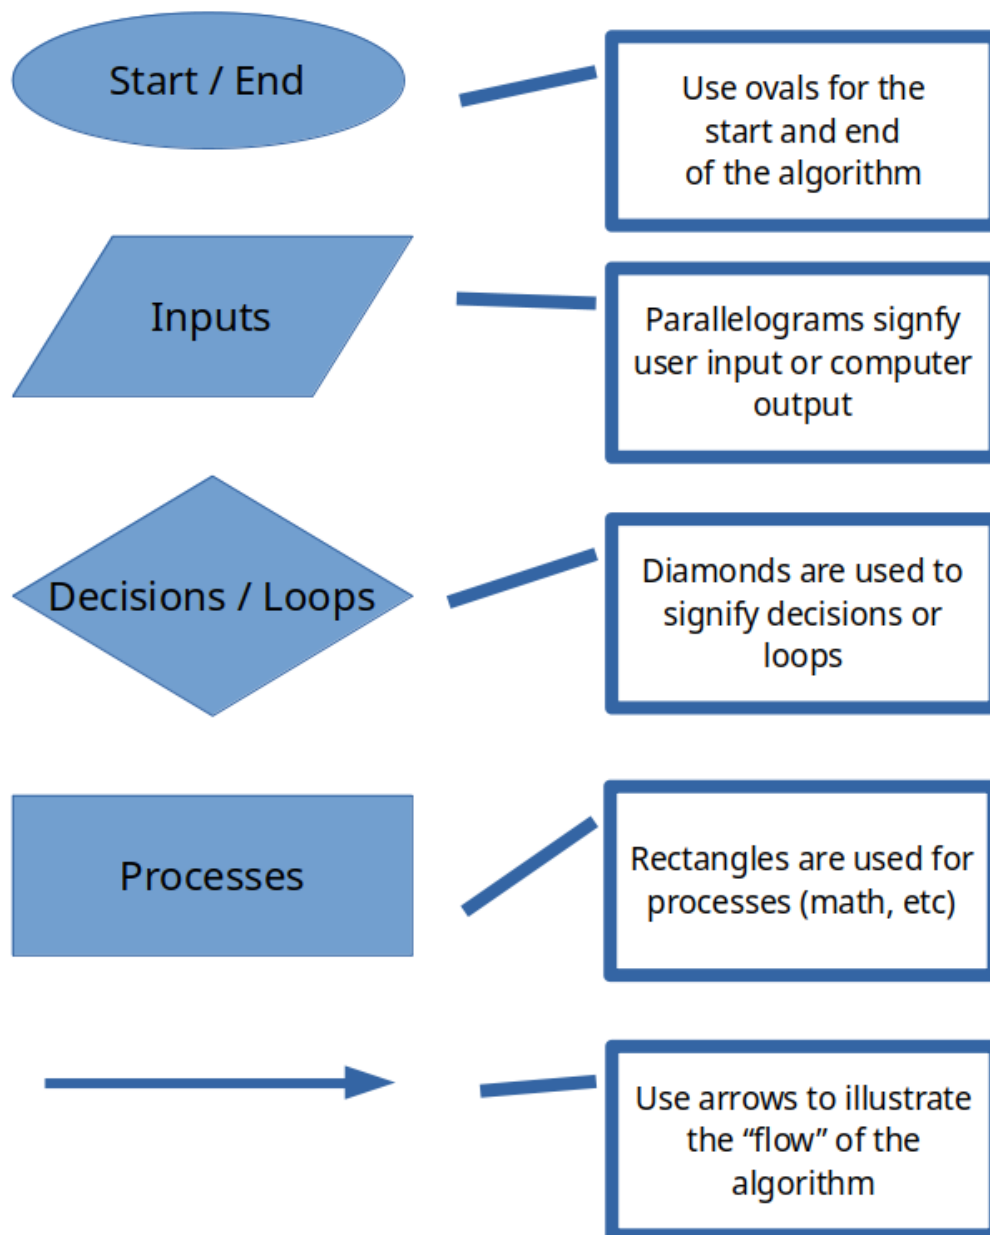 Start / End
Use ovals for the
start and end
of the algorithm
Inputs
Parallelograms signfy
user input or computer
output
Decisions / Loops
Diamonds are used to
signify decisions or
loops
Processes
Rectangles are used for
processes (math, etc)
Use arrows to illustrate
the “flow” of the
algorithm